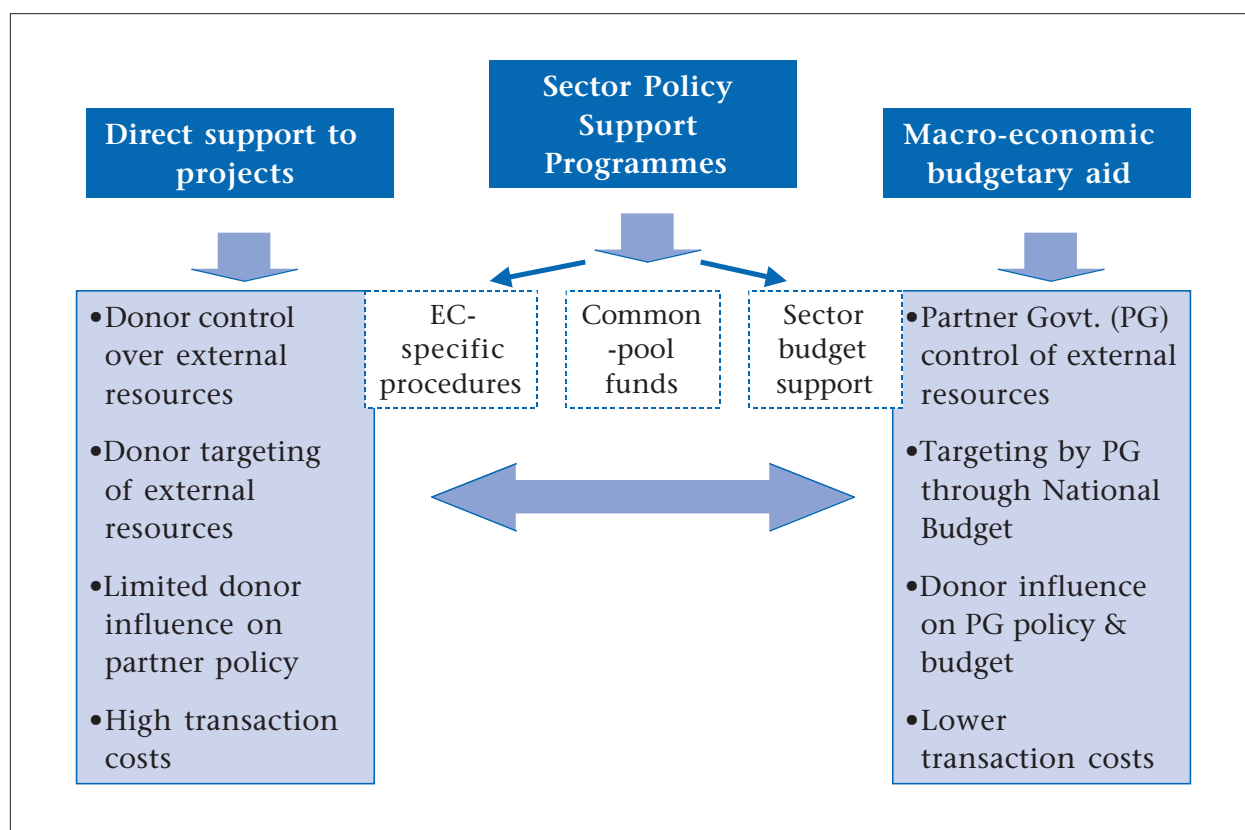 Direct support to
projects
Sector Policy
Support
Programmes
Macro-economic
budgetary aid
•Donor control
over external
resources
•Donor targeting
of external
resources
•Limited donor
influence on
partner policy
•High transaction
costs
EC-
specific
procedures
Common
-pool
funds
Sector
budget
support
•Partner Govt. (PG)
control of external
resources
•Targeting by PG
through National
Budget
•Donor influence
on PG policy &
budget
•Lower
transaction costs